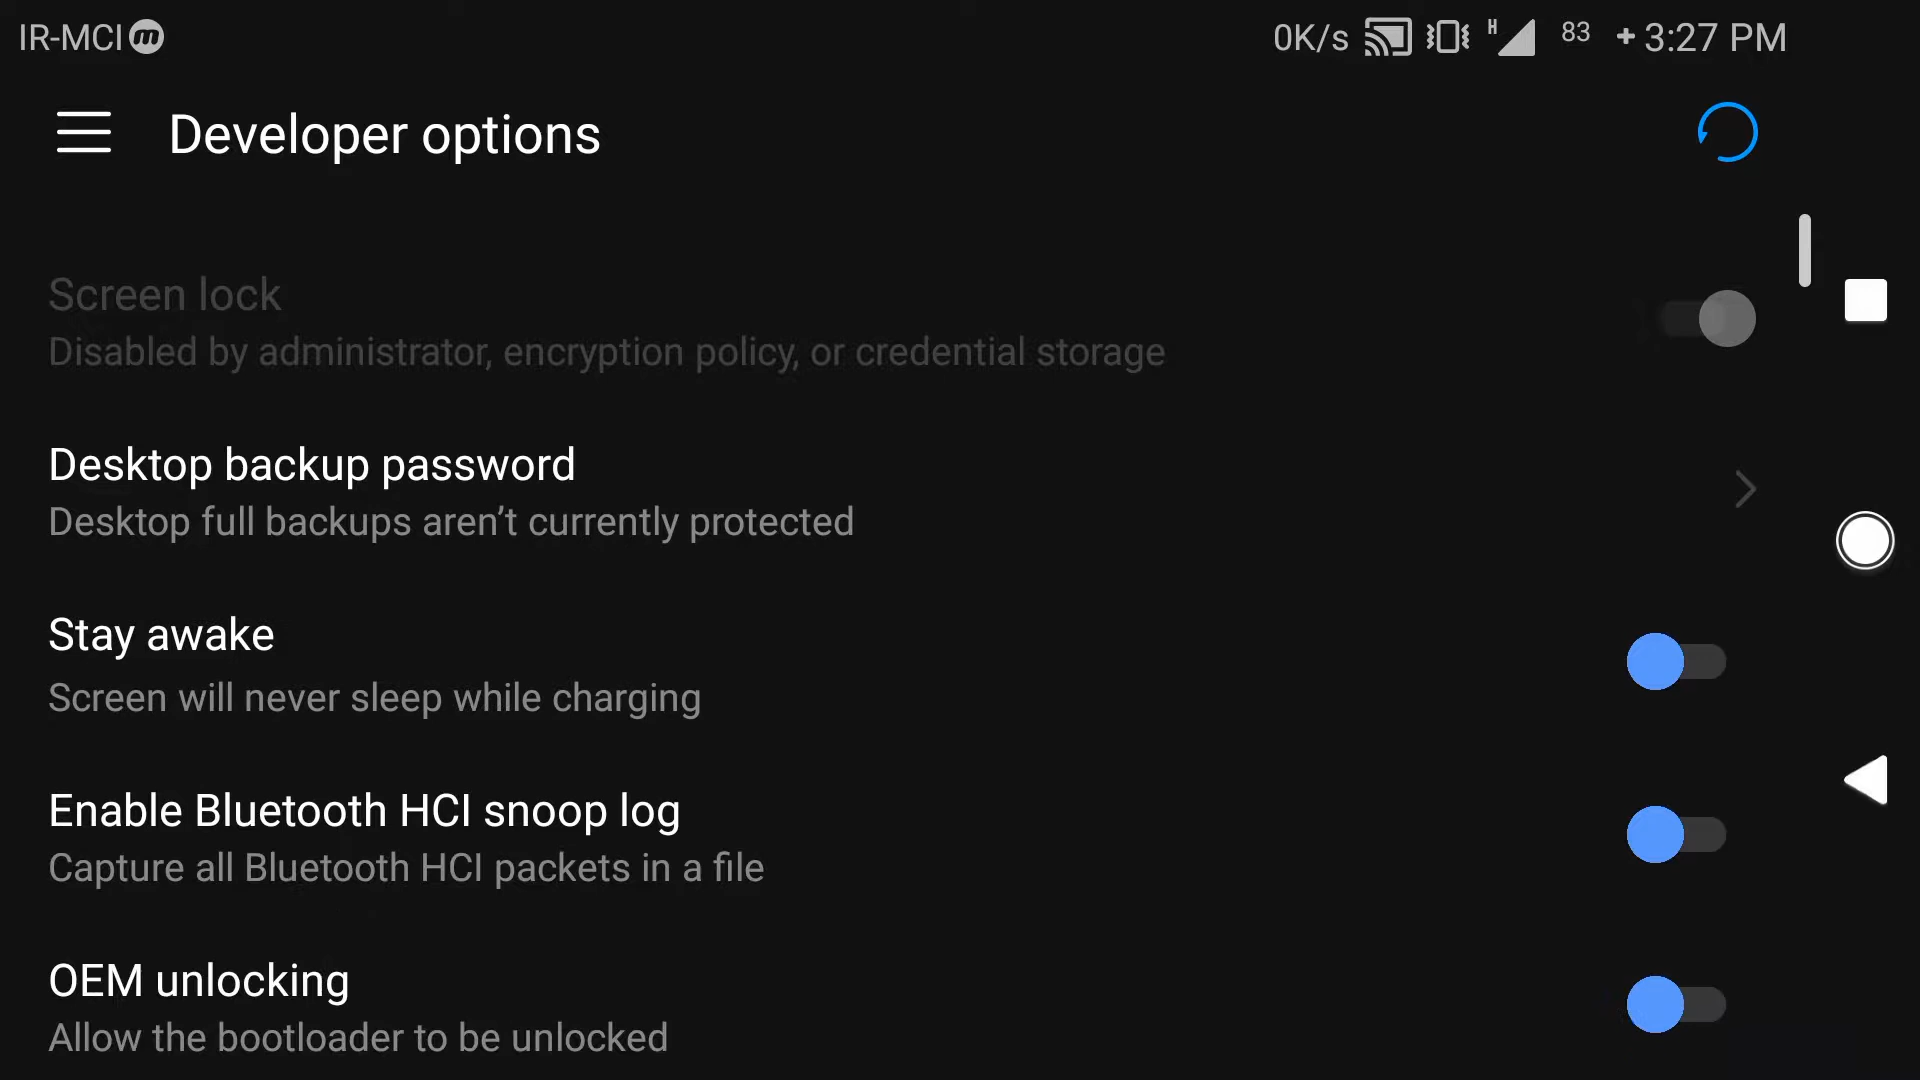 IR-MCI 0K/s H 83 + 3:27 PM
Developer options
Screen lock
Disabled by administrator, encryption policy, or credential storage
Desktop backup password
Desktop full backups aren’t currently protected
Stay awake
Screen will never sleep while charging
Enable Bluetooth HCI snoop log
Capture all Bluetooth HCI packets in a file
OEM unlocking
Allow the bootloader to be unlocked